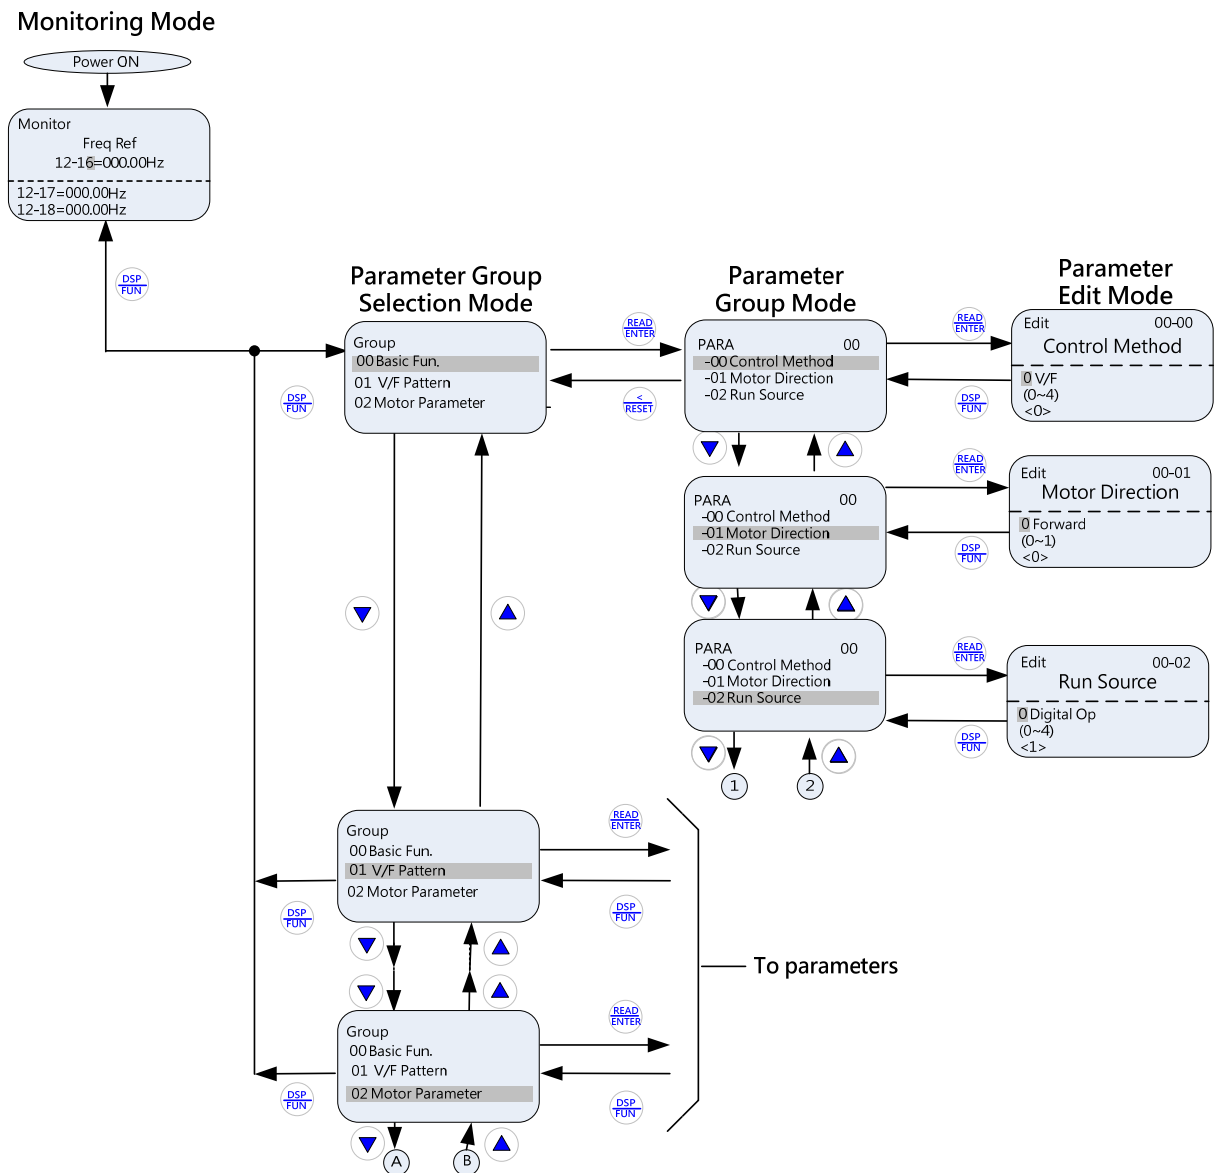 Monitoring Mode
Power ON
Monitor
Freq Ref
12-16=000.00Hz
12-17=000.00Hz
12-18=000.00Hz
DSP
FUN
Parameter Group
Selection Mode
Group
00 Basic Fun.
01 V/F Pattern
02 Motor Parameter
DSP
FUN
READ
ENTER
<
RESET
Parameter
Group Mode
PARA 00
-00 Control Method
-01 Motor Direction
-02 Run Source
READ
ENTER
DSP
FUN
Parameter
Edit Mode
Edit 00-00
Control Method
0 V/F
(0~4)
<0>
PARA 00
-00 Control Method
-01 Motor Direction
-02 Run Source
READ
ENTER
DSP
FUN
Edit 00-01
Motor Direction
0 Forward
(0~1)
<0>
PARA 00
-00 Control Method
-01 Motor Direction
-02 Run Source
READ
ENTER
DSP
FUN
Edit 00-02
Run Source
0 Digital Op
(0~4)
<1>
1
2
Group
00 Basic Fun.
01 V/F Pattern
02 Motor Parameter
DSP
FUN
READ
ENTER
DSP
FUN
To parameters
Group
00 Basic Fun.
01 V/F Pattern
02 Motor Parameter
DSP
FUN
READ
ENTER
DSP
FUN
A
B